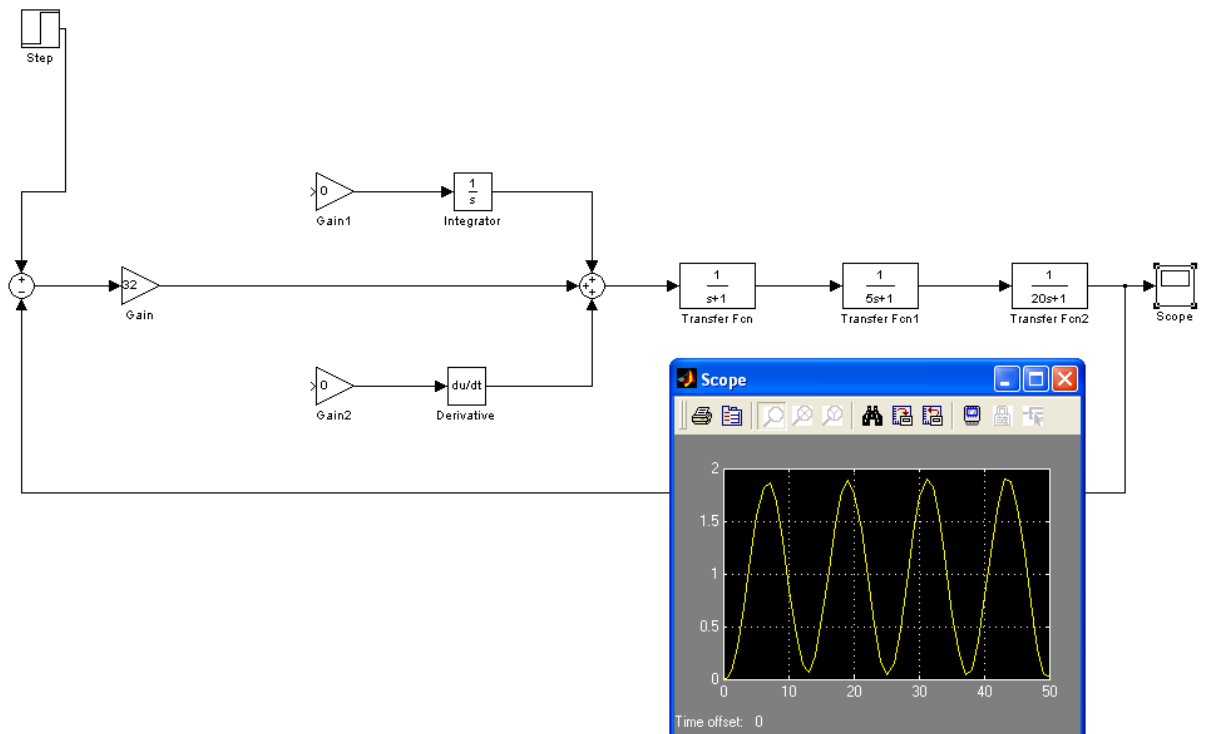 Step
0
Gain1
1
s
Integrator
+
−
32
Gain
+
+
+
1
s+1
Transfer Fcn
1
5s+1
Transfer Fcn1
1
20s+1
Transfer Fcn2
Scope
0
Gain2
du/dt
Derivative
Scope
2
1.5
1
0.5
0
0 10 20 30 40 50
Time offset: 0